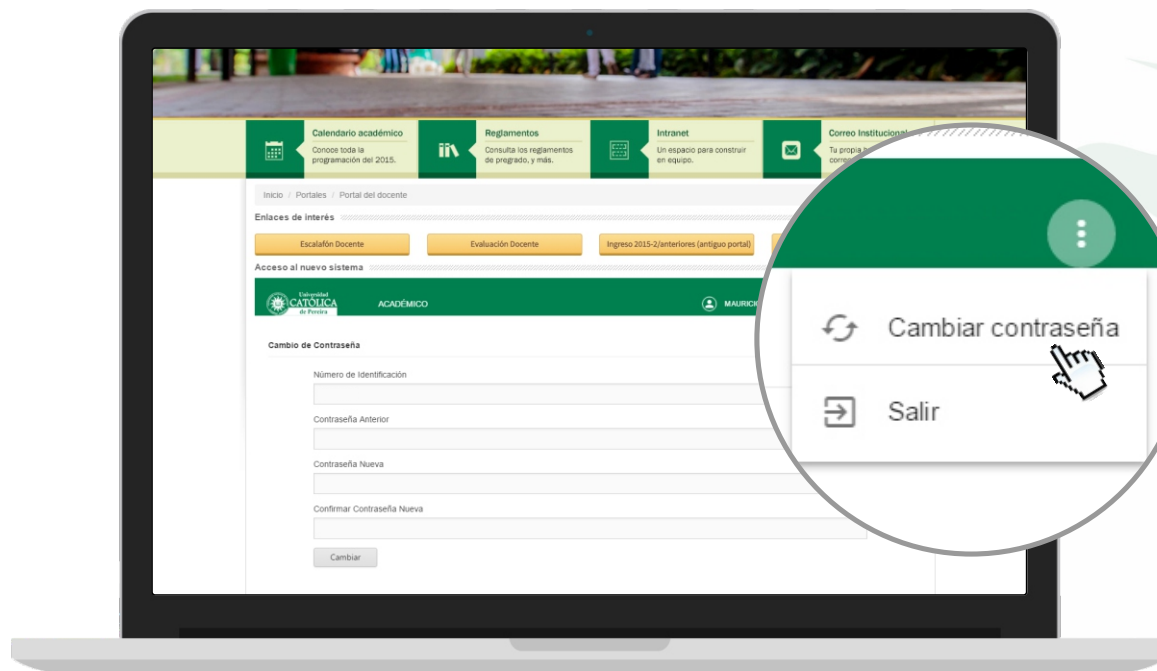 Calendario académico
Conoce toda la
programación del 2015.
Reglamentos
Consulta los reglamentos
de pregrado, y más.
Intranet
Un espacio para construir
en equipo.
Correo Institucional
Tu propia
Inicio / Portales / Portal del docente
Enlaces de interés
Escalafón Docente
Evaluación Docente
Ingreso 2015-2/anteriores (antiguo portal)
Acceso al nuevo sistema
Universidad
CATÓLICA
de Pereira
ACADÉMICO
Cambio de Contraseña
Número de Identificación
Contraseña Anterior
Contraseña Nueva
Confirmar Contraseña Nueva
Cambiar
Cambiar contraseña
Salir